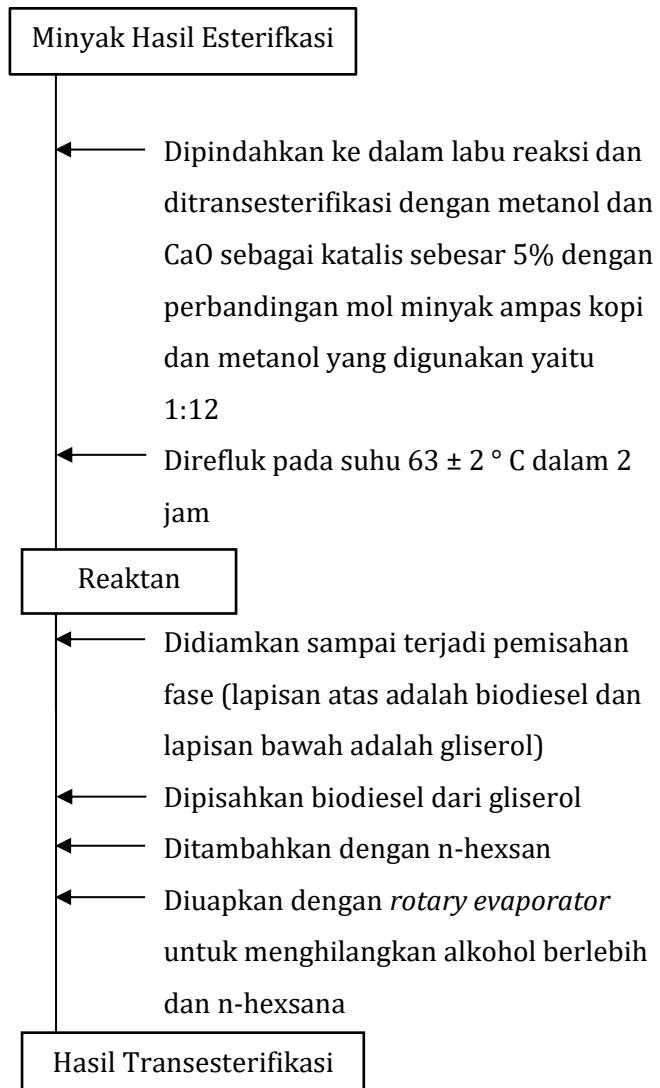 Minyak Hasil Esterifkasi
Dipindahkan ke dalam labu reaksi dan
ditransesterifikasi dengan metanol dan
CaO sebagai katalis sebesar 5% dengan
perbandingan mol minyak ampas kopi
dan metanol yang digunakan yaitu
1:12
Direfluk pada suhu 63 ± 2 ° C dalam 2
jam
Reaktan
Didiamkan sampai terjadi pemisahan
fase (lapisan atas adalah biodiesel dan
lapisan bawah adalah gliserol)
Dipisahkan biodiesel dari gliserol
Ditambahkan dengan n-hexsan
Diuapkan dengan rotary evaporator
untuk menghilangkan alkohol berlebih
dan n-hexsana
Hasil Transesterifikasi